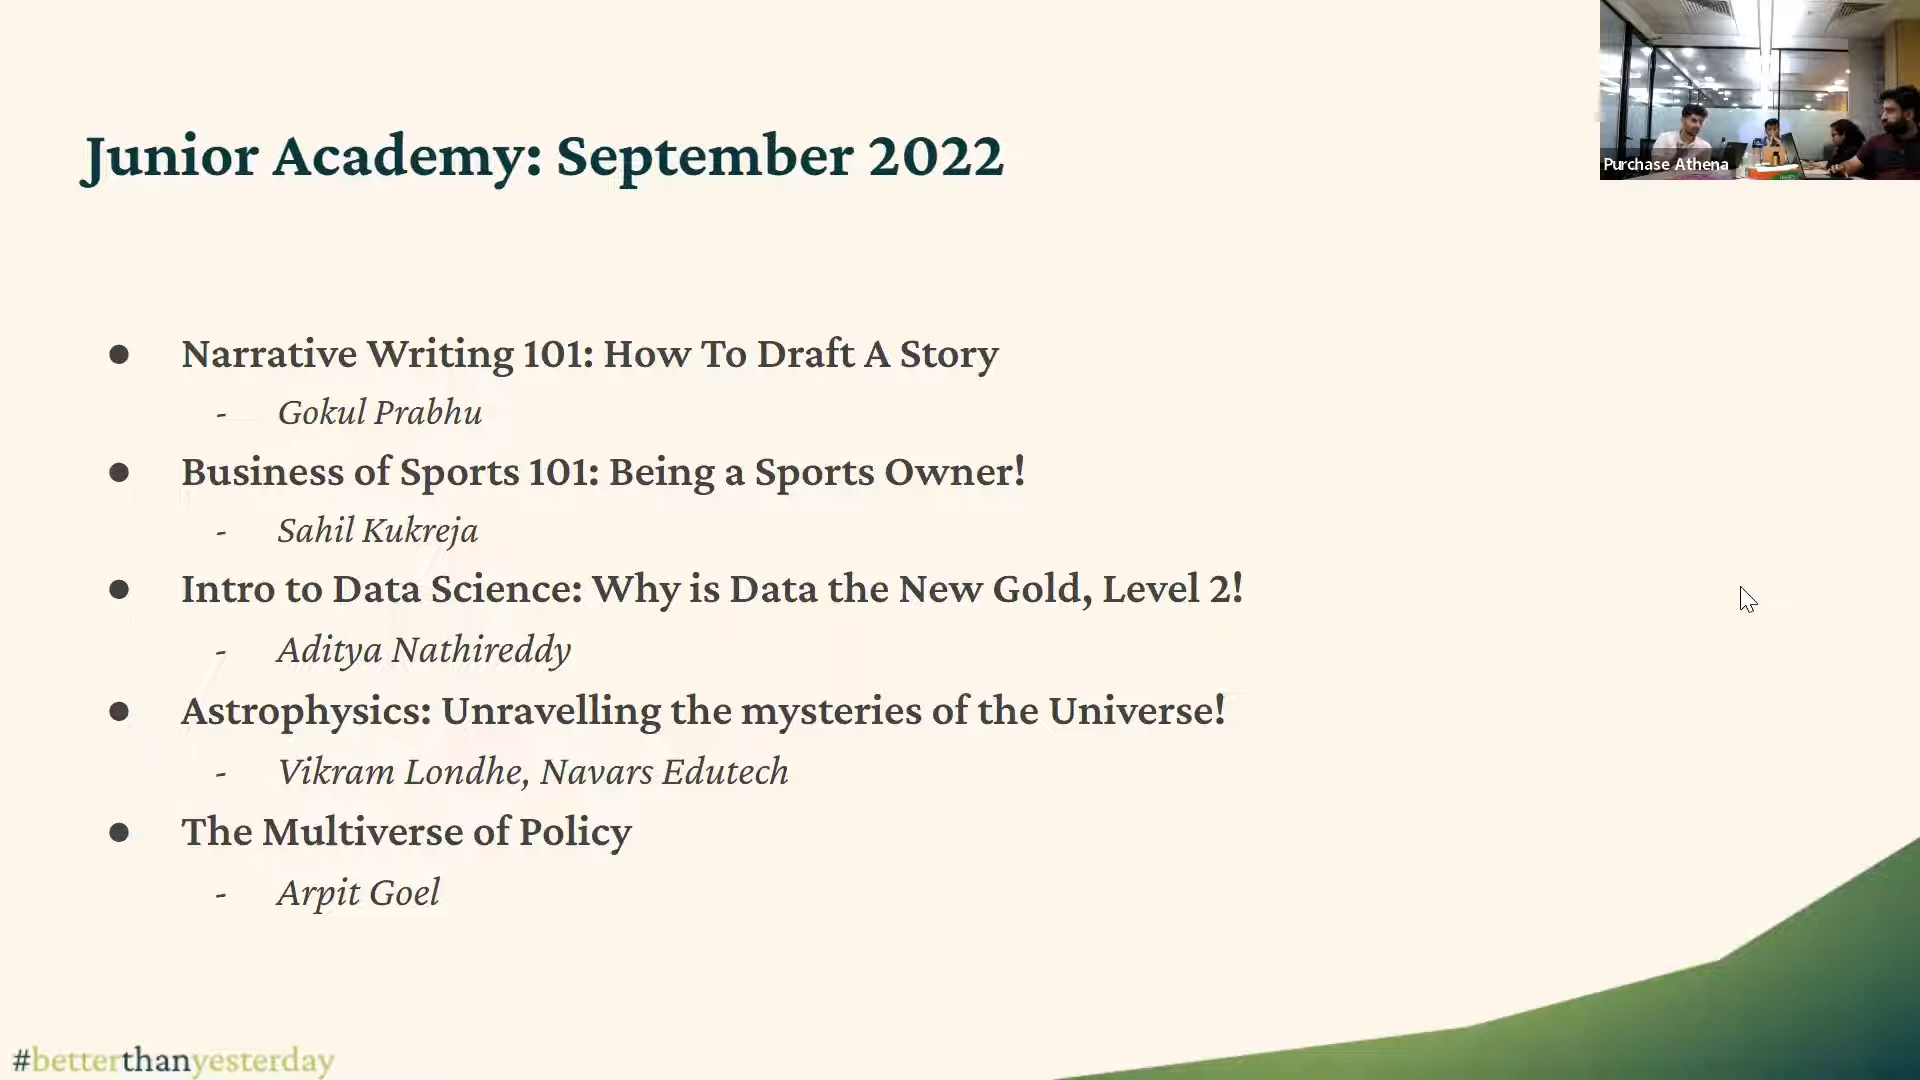 Junior Academy: September 2022
Purchase Athena
● Narrative Writing 101: How To Draft A Story
- Gokul Prabhu
● Business of Sports 101: Being a Sports Owner!
- Sahil Kukreja
● Intro to Data Science: Why is Data the New Gold, Level 2!
- Aditya Nathireddy
● Astrophysics: Unravelling the mysteries of the Universe!
- Vikram Londhe, Navars Edutech
● The Multiverse of Policy
- Arpit Goel
#betterthanyesterday